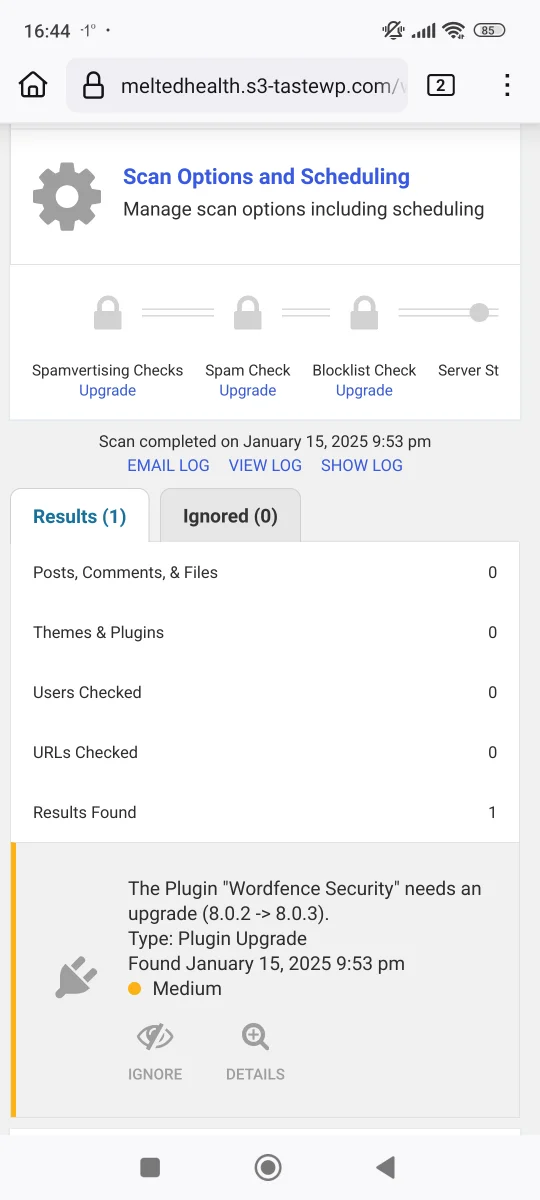 16:44 -1°
85
meltedhealth.s3-tastewp.com/
2
Scan Options and Scheduling
Manage scan options including scheduling
Spamvertising Checks Spam Check Blocklist Check Server St
Upgrade Upgrade Upgrade
Scan completed on January 15, 2025 9:53 pm
EMAIL LOG VIEW LOG SHOW LOG
Results (1) Ignored (0)
Posts, Comments, & Files 0
Themes & Plugins 0
Users Checked 0
URLs Checked 0
Results Found 1
The Plugin "Wordfence Security" needs an
upgrade (8.0.2 -> 8.0.3).
Type: Plugin Upgrade
Found January 15, 2025 9:53 pm
Medium
IGNORE DETAILS